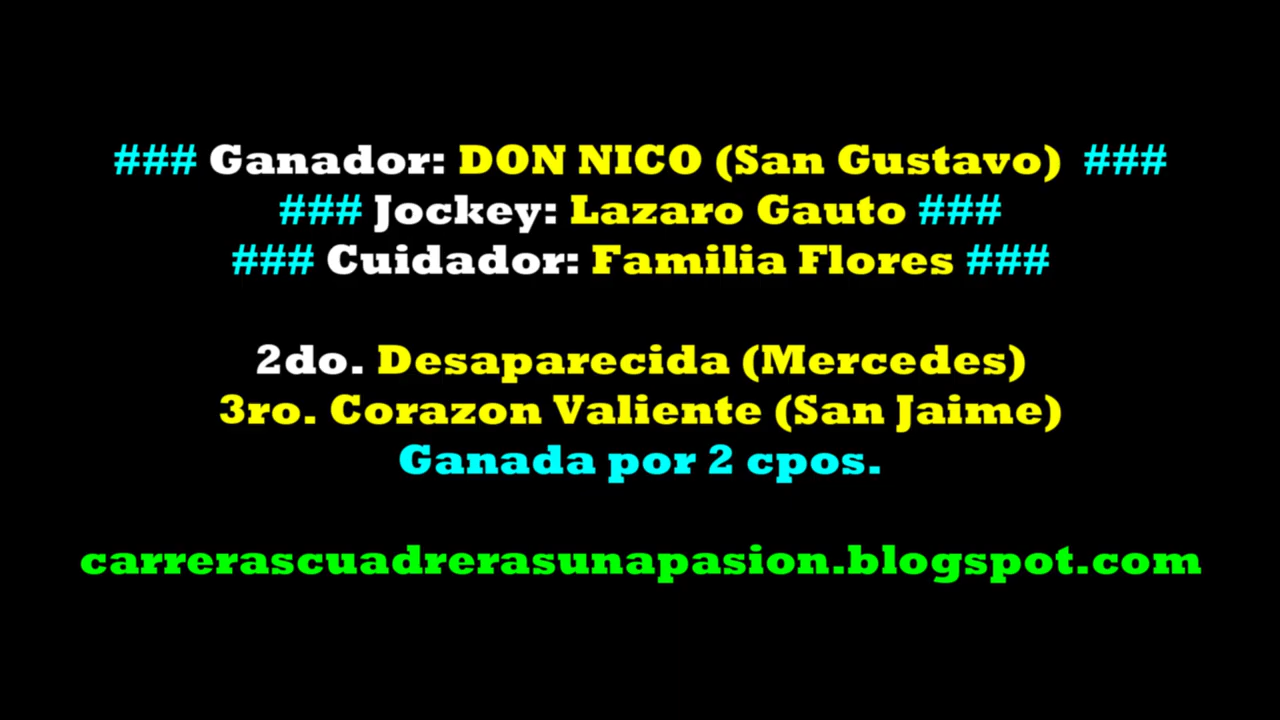 ### Ganador: DON NICO (San Gustavo) ###
### Jockey: Lazaro Gauto ###
### Cuidador: Familia Flores ###
2do. Desaparecida (Mercedes)
3ro. Corazon Valiente (San Jaime)
Ganada por 2 cpos.
carrerascuadrerasunapasion.blogspot.com